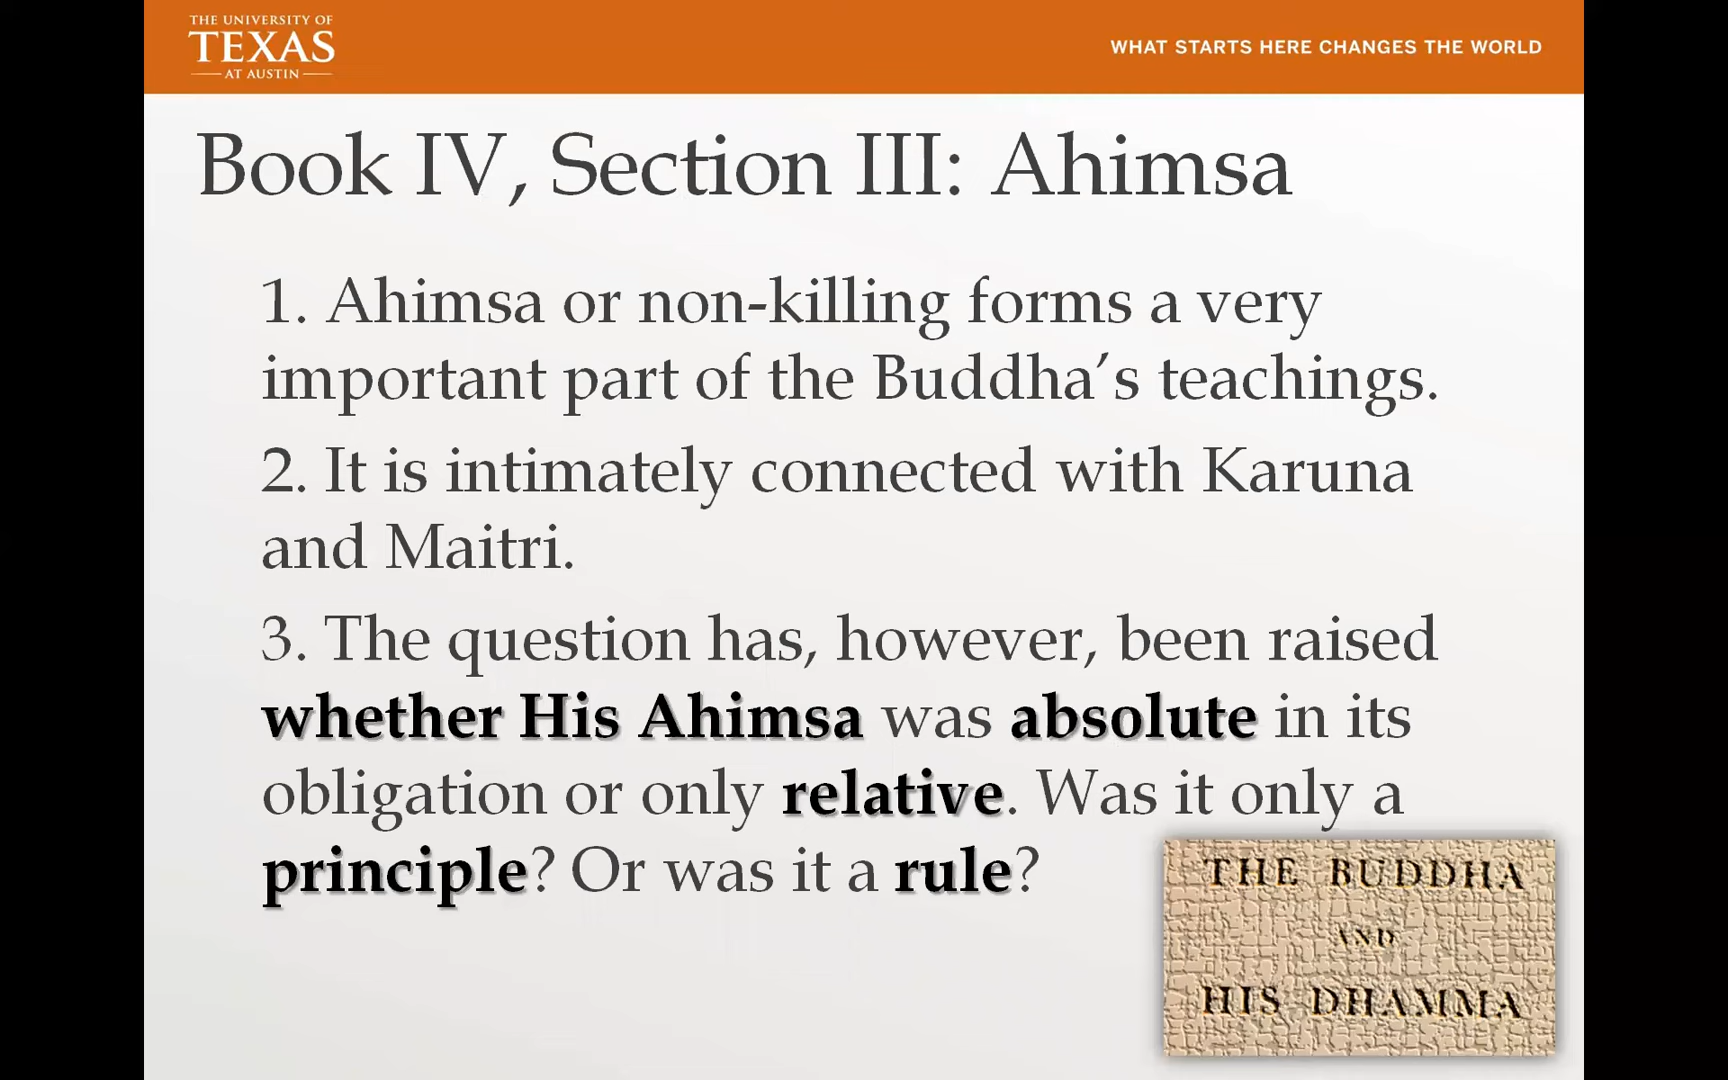 THE UNIVERSITY OF
TEXAS
AT AUSTIN
WHAT STARTS HERE CHANGES THE WORLD
Book IV, Section III: Ahimsa
1. Ahimsa or non-killing forms a very
important part of the Buddha’s teachings.
2. It is intimately connected with Karuna
and Maitri.
3. The question has, however, been raised
whether His Ahimsa was absolute in its
obligation or only relative. Was it only a
principle? Or was it a rule?
THE BUDDHA
AND
HIS DHAMMA